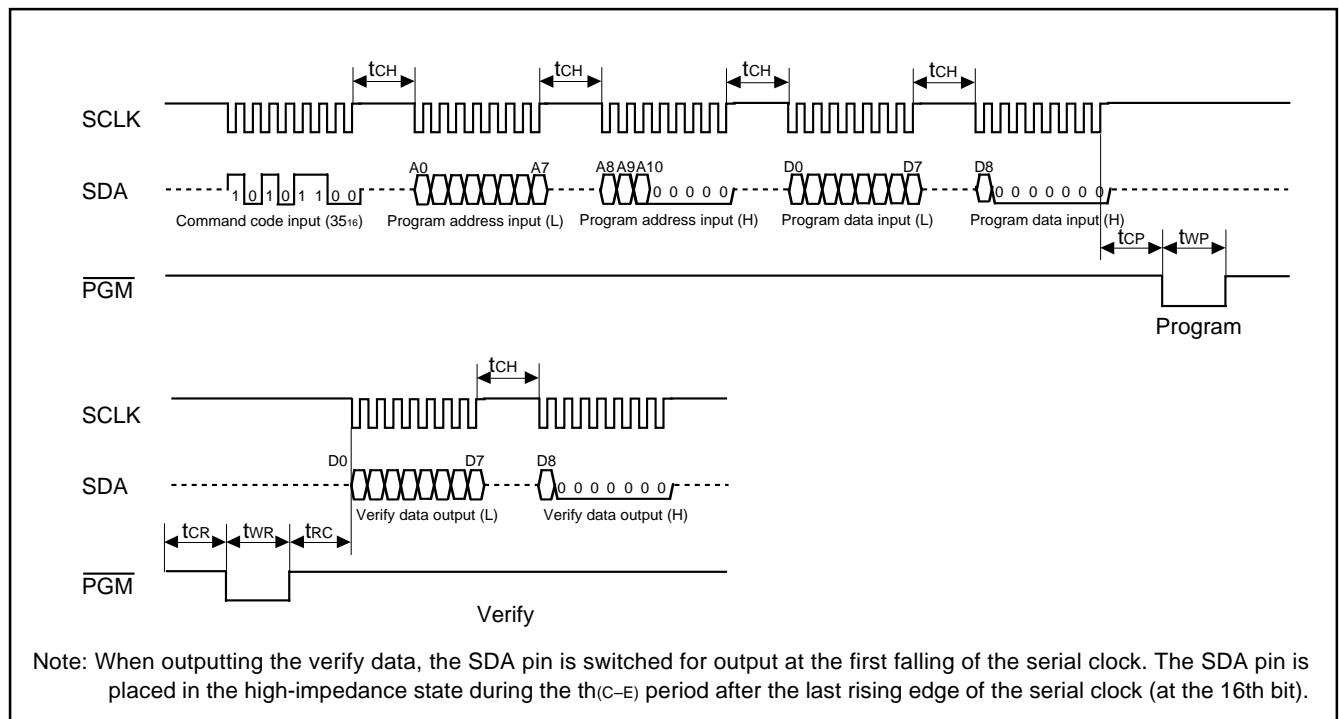 tCH tCH tCH tCH
SCLK
A0 A7 A8 A9 A10 D0 D7 D8
SDA 1 0 1 0 1 1 0 0 0 0 0 0 0 0 0 0 0 0 0 0
Command code input (3516) Program address input (L) Program address input (H) Program data input (L) Program data input (H)
tCP tWP
PGM
Program
tCH
SCLK
D0 D7 D8
SDA 0 0 0 0 0 0 0
Verify data output (L) Verify data output (H)
tCR tWR tRC
PGM
Verify
Note: When outputting the verify data, the SDA pin is switched for output at the first falling of the serial clock. The SDA pin is
placed in the high-impedance state during the th(C–E) period after the last rising edge of the serial clock (at the 16th bit).